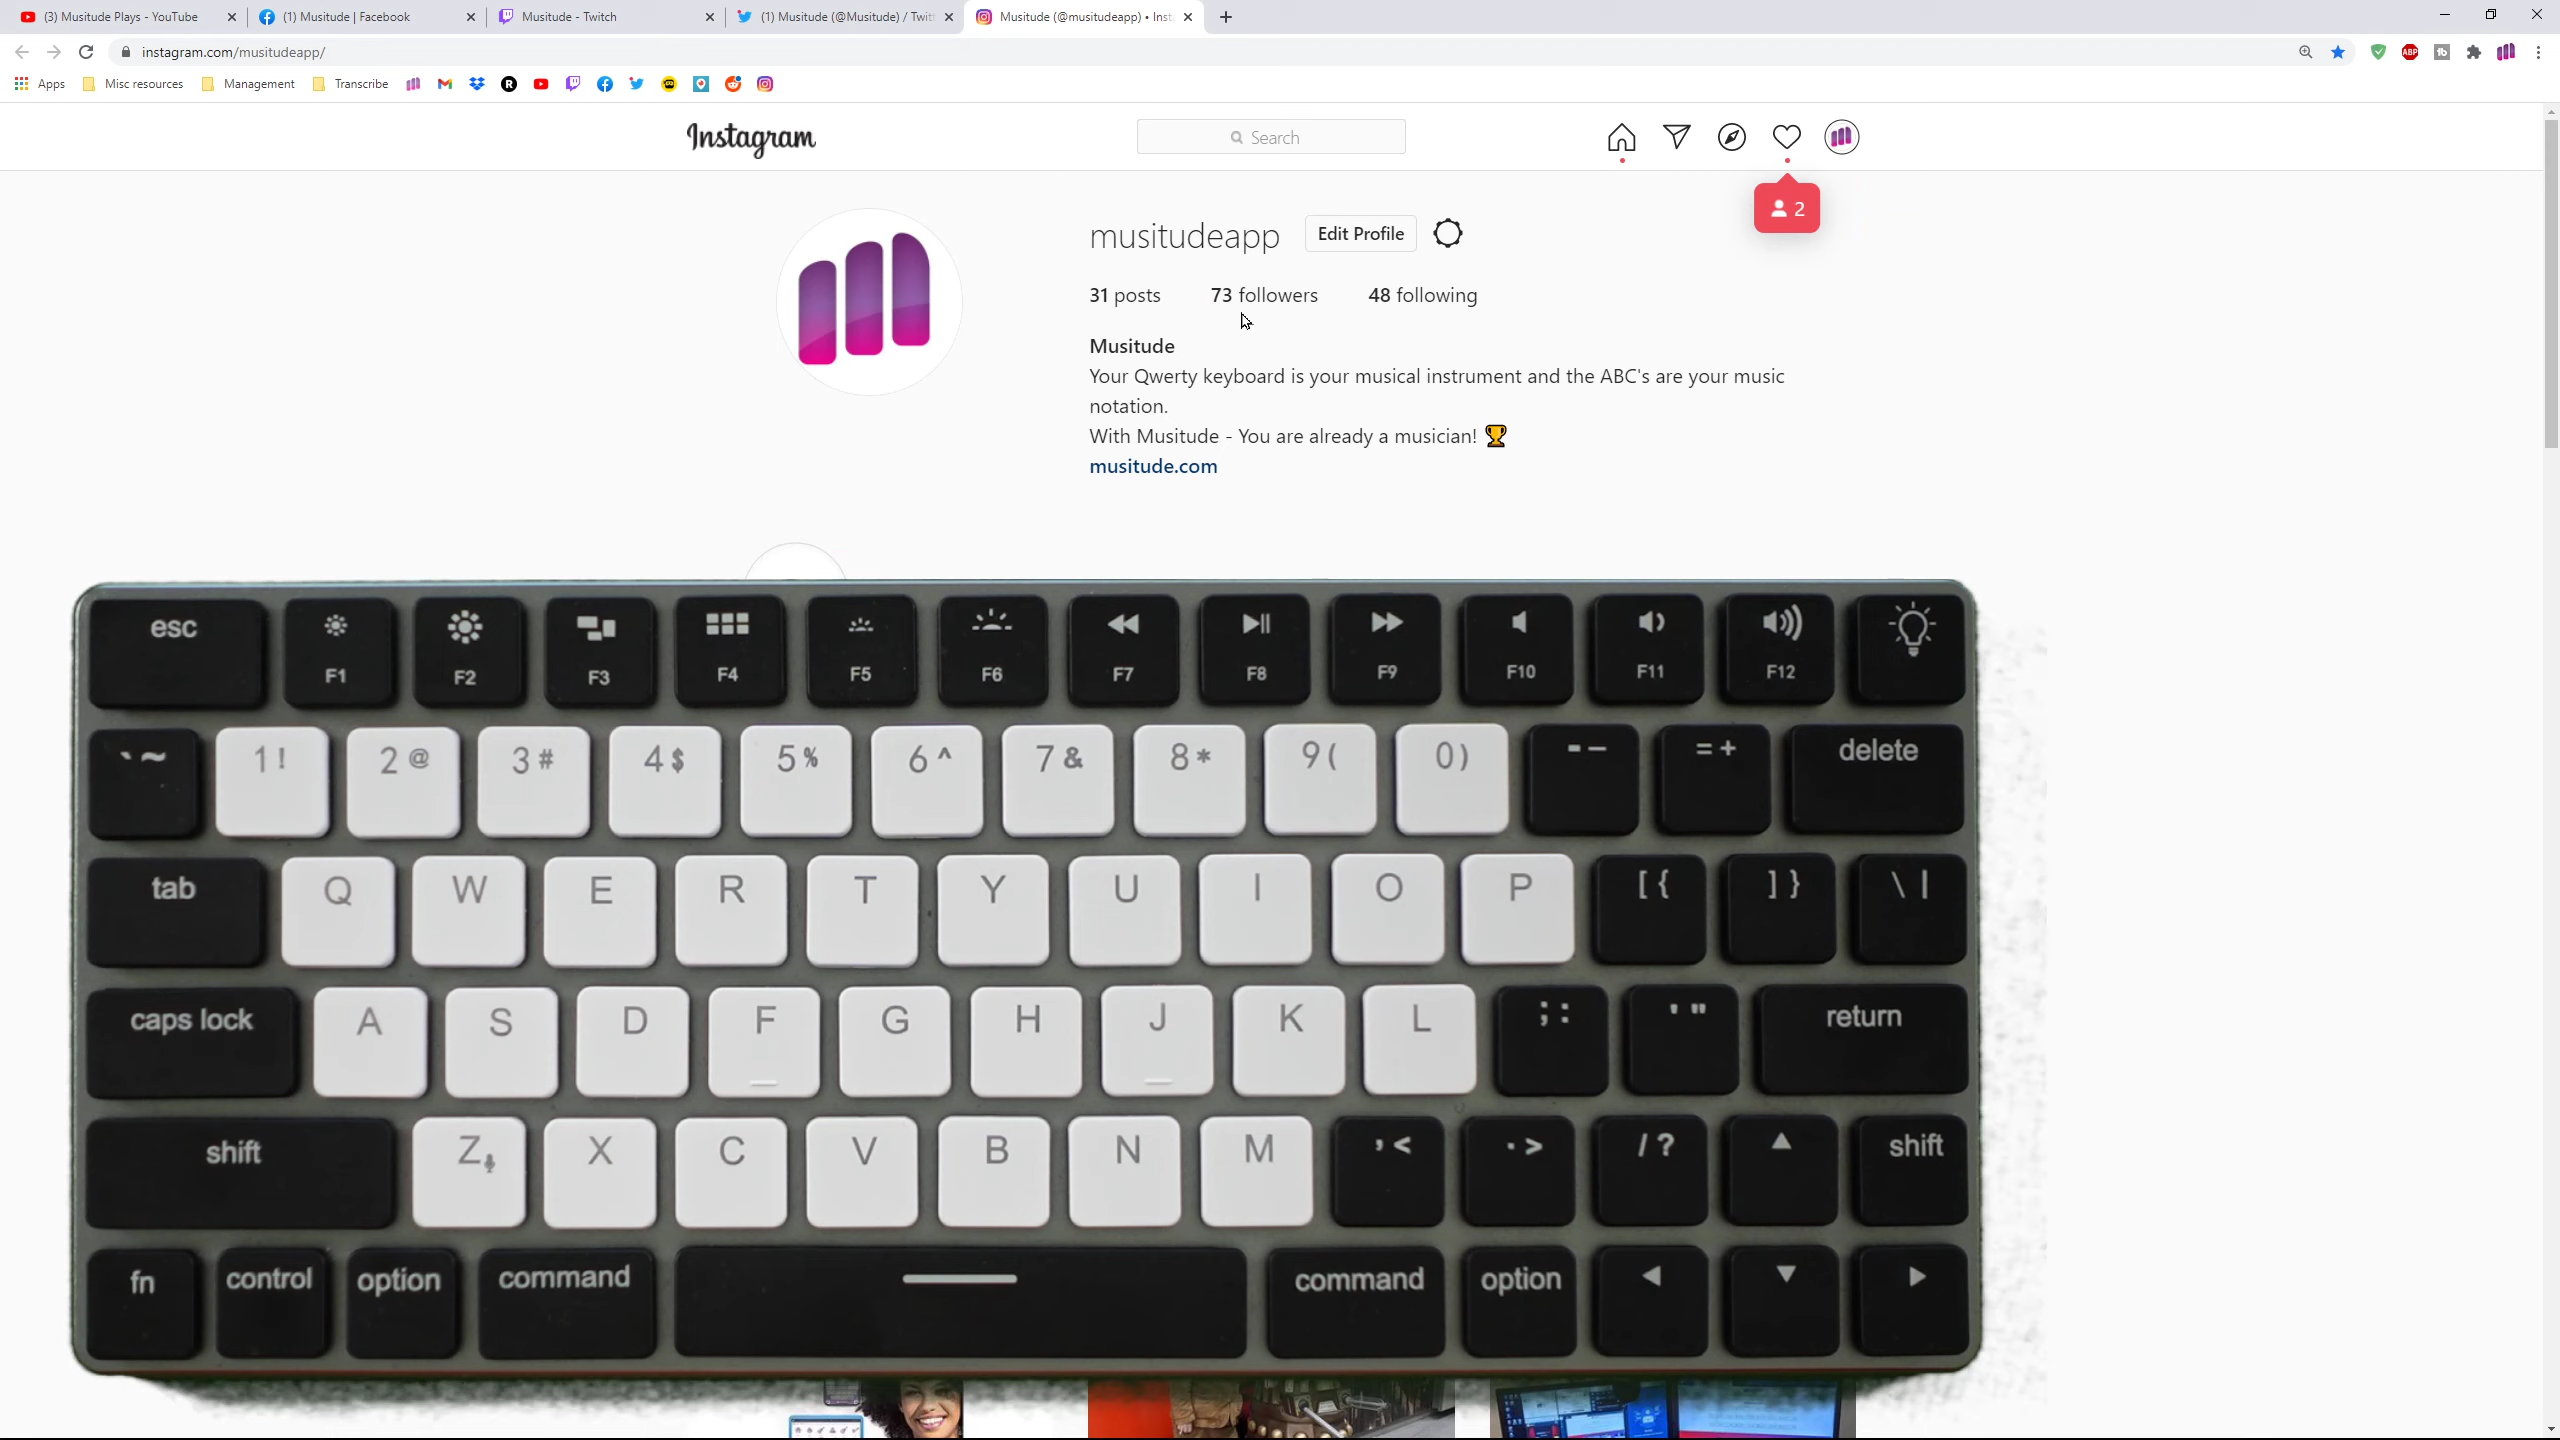 (3) Musitude Plays - YouTube
(1) Musitude | Facebook
Musitude - Twitch
(1) Musitude (@Musitude) / Twitt
Musitude (@musitudeapp) • Inst
instagram.com/musitudeapp/
ABP
Apps
Misc resources
Management
Transcribe
Instagram
Search
2
musitudeapp
Edit Profile
31 posts
73 followers
48 following
Musitude
Your Qwerty keyboard is your musical instrument and the ABC's are your music
notation.
With Musitude - You are already a musician! 🏆
musitude.com
esc F1 F2 F3 F4 F5 F6 F7 F8 F9 F10 F11 F12
` ~ 1 ! 2 @ 3 # 4 $ 5 % 6 ^ 7 & 8 * 9 ( 0 ) - — = + delete
tab Q W E R T Y U I O P [ { ] } \ |
caps lock A S D F G H J K L ; : ' " return
shift Z X C V B N M , < . > / ? ▲ shift
fn control option command command option ◀ ▼ ▶